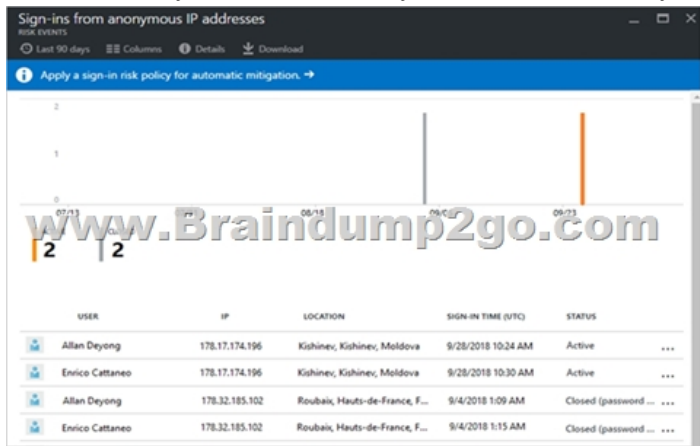 Sign-ins from anonymous IP addresses
RISK EVENTS
Last 90 days Columns Details Download
Apply a sign-in risk policy for automatic mitigation. →
2
1
0
07/13 08/18 09/23
www.Braindump2go.com
2 2
USER IP LOCATION SIGN-IN TIME (UTC) STATUS
Allan Deyong 178.17.174.196 Kishinev, Kishinev, Moldova 9/28/2018 10:24 AM Active ...
Enrico Cattaneo 178.17.174.196 Kishinev, Kishinev, Moldova 9/28/2018 10:30 AM Active ...
Allan Deyong 178.32.185.102 Roubaix, Hauts-de-France, F... 9/4/2018 1:09 AM Closed (password ... ...
Enrico Cattaneo 178.32.185.102 Roubaix, Hauts-de-France, F... 9/4/2018 1:15 AM Closed (password ... ...